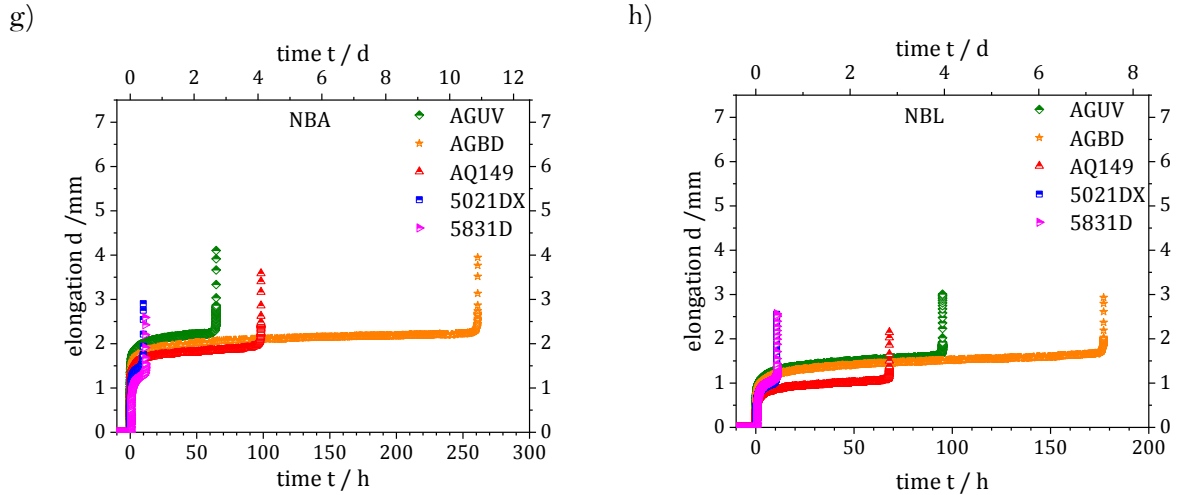 g)
time t / d
0 2 4 6 8 10 12
7
6
5
4
3
2
1
0
elongation d /mm
NBA
AGUV
AGBD
AQ149
5021DX
5831D
7
6
5
4
3
2
1
0
0 50 100 150 200 250 300
time t / h
h)
time t / d
0 2 4 6 8
7
6
5
4
3
2
1
0
elongation d /mm
NBL
AGUV
AGBD
AQ149
5021DX
5831D
7
6
5
4
3
2
1
0
0 50 100 150 200
time t / h